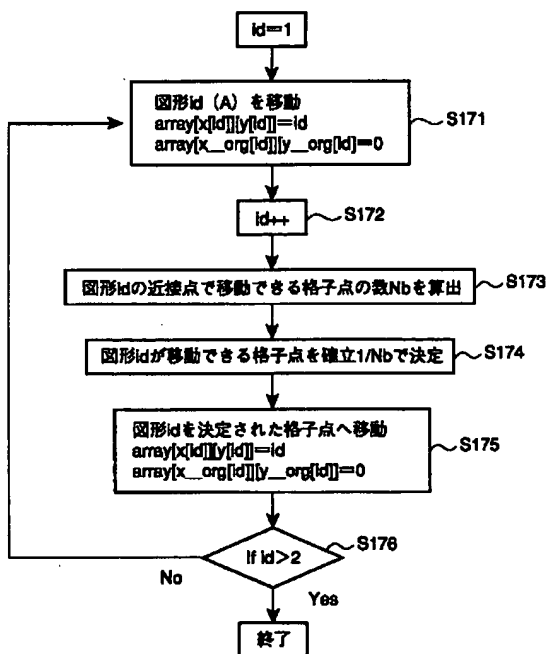 id=1
図形id（A）を移動
array[x[id]][y[id]]=id
array[x__org[id]][y__org[id]=0
S171
id++
S172
図形idの近接点で移動できる格子点の数Nbを算出
S173
図形idが移動できる格子点を確立1/Nbで決定
S174
図形idを決定された格子点へ移動
array[x[id]][y[id]]=id
array[x__org[id]][y__org[id]]=0
S175
If id>2
S176
No
Yes
終了